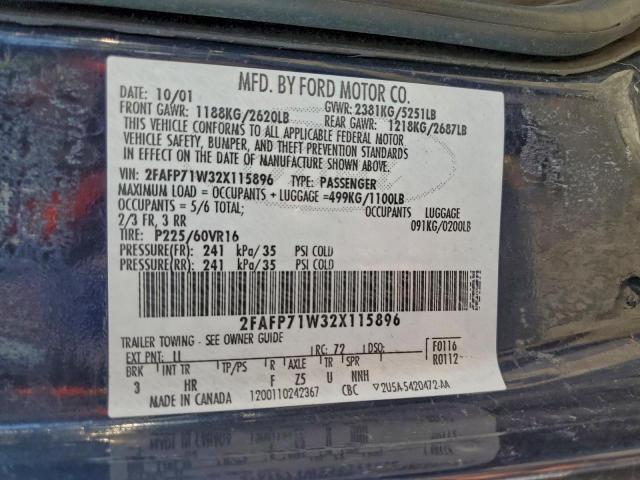 MFD. BY FORD MOTOR CO.
DATE: 10/01 GVWR: 2381KG/5251LB
FRONT GAWR: 1188KG/2620LB REAR GAWR: 1218KG/2687LB
THIS VEHICLE CONFORMS TO ALL APPLICABLE FEDERAL MOTOR
VEHICLE SAFETY, BUMPER, AND THEFT PREVENTION STANDARDS
IN EFFECT ON THE DATE OF MANUFACTURE SHOWN ABOVE.
VIN: 2FAFP71W32X115896 TYPE: PASSENGER
MAXIMUM LOAD = OCCUPANTS + LUGGAGE =499KG/1100LB
OCCUPANTS = 5/6 TOTAL; OCCUPANTS LUGGAGE
2/3 FR, 3 RR 091KG/0200LB
TIRE: P225/60VR16
PRESSURE(FR): 241 kPa/35 PSI COLD
PRESSURE(RR): 241 kPa/35 PSI COLD
2FAFP71W32X115896
TRAILER TOWING - SEE OWNER GUIDE
EXT PNT: LL RC: 72 DSO: F0116
BRK INT TR TP/PS R AXLE TR SPR R0112
3 HR F Z5 U NNH
MADE IN CANADA 1200110242367 CBC 2U5A-5420472-AA